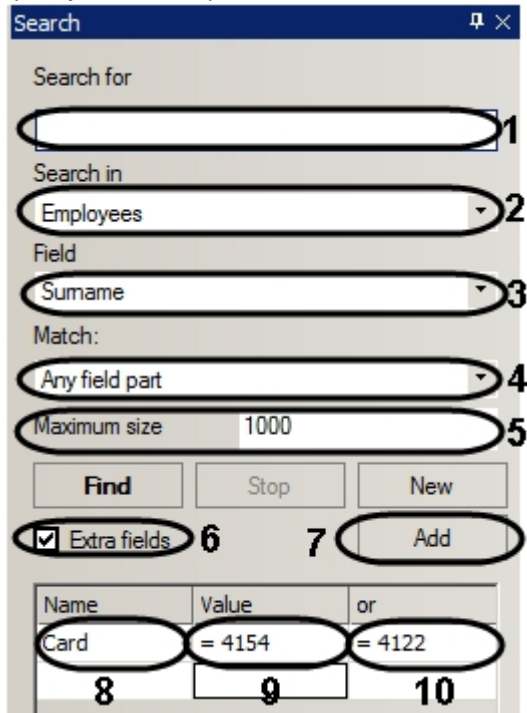 Search
Search for
1
Search in
Employees 2
Field
Surname 3
Match:
Any field part 4
Maximum size 1000 5
Find Stop New
Extra fields 6 7 Add
Name Value or
Card = 4154 = 4122
8 9 10